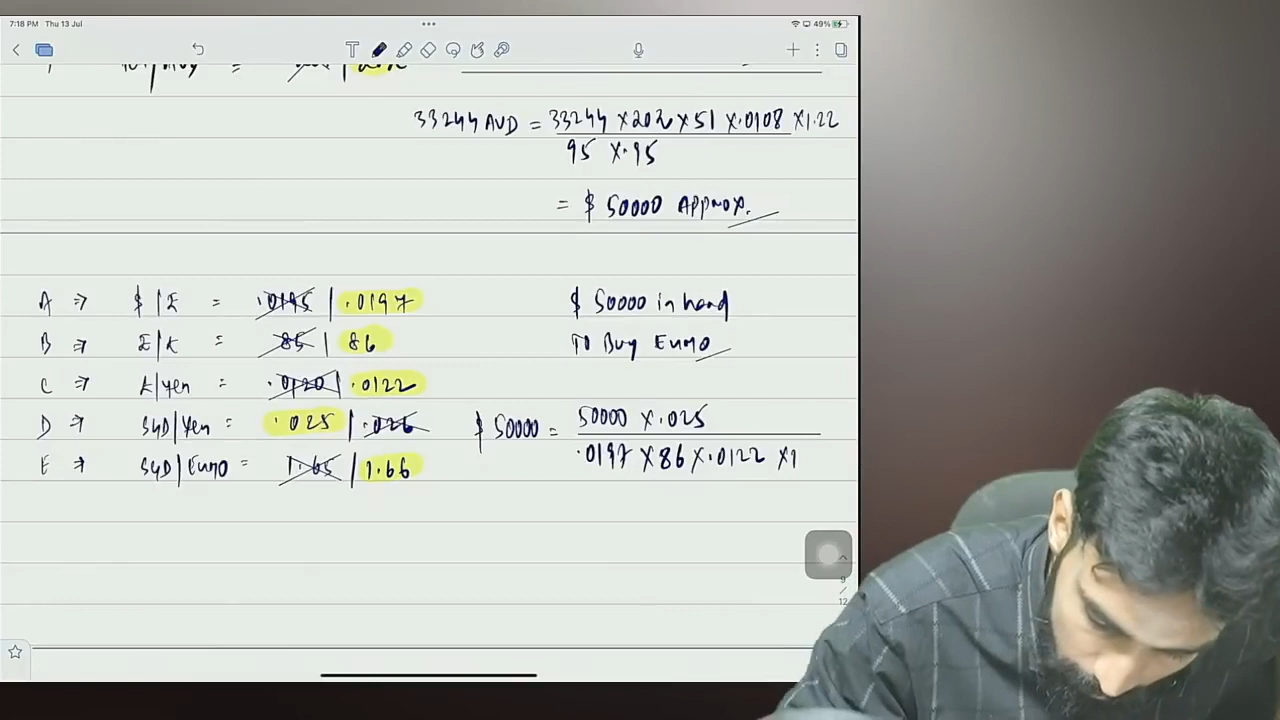 7:18 PM Thu 13 Jul
49%
33244 AUD = 33244 × 202 × 51 × .0108 × 1.22
95 × .95
= $ 50000 Approx.
A ⇒ $ | £ = .0195 | .0197
$ 50000 in hand
B ⇒ £ | K = 85 | 86
To Buy Euro
C ⇒ K | Yen = .0120 | .0122
D ⇒ SGD | Yen = .025 | .026
$ 50000 = 50000 × .025
.0197 × 86 × .0122 × 1
E ⇒ SGD | Euro = 1.65 | 1.66
9
/
12